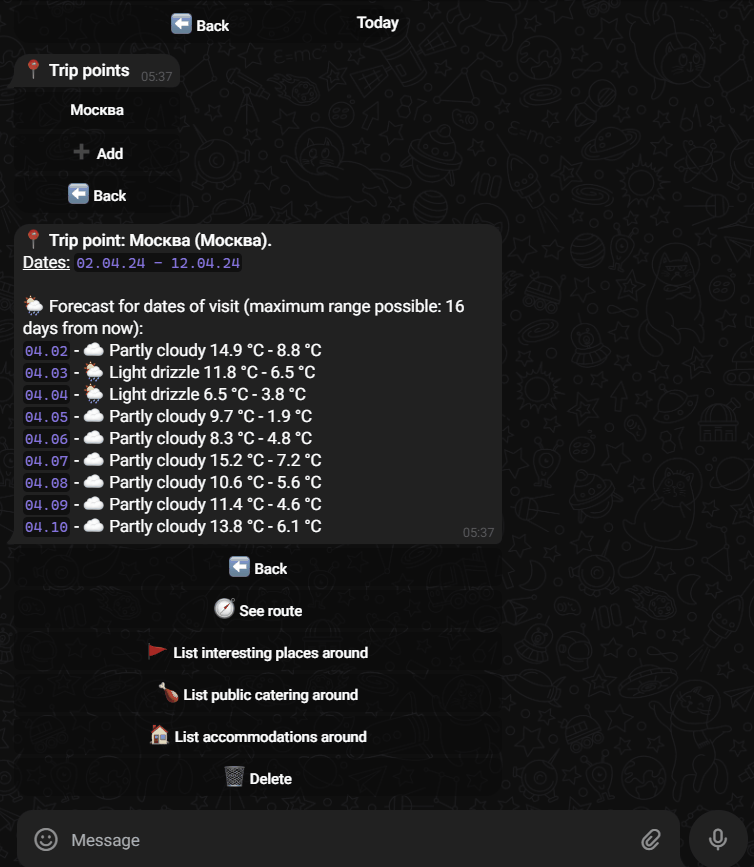 ⬅️ Back
Today
📍 Trip points
05:37
Москва
➕ Add
⬅️ Back
📍 Trip point: Москва (Москва).
Dates: 02.04.24 - 12.04.24
🌦 Forecast for dates of visit (maximum range possible: 16
days from now):
04.02 - ☁️ Partly cloudy 14.9 °C - 8.8 °C
04.03 - 🌦 Light drizzle 11.8 °C - 6.5 °C
04.04 - 🌦 Light drizzle 6.5 °C - 3.8 °C
04.05 - ☁️ Partly cloudy 9.7 °C - 1.9 °C
04.06 - ☁️ Partly cloudy 8.3 °C - 4.8 °C
04.07 - ☁️ Partly cloudy 15.2 °C - 7.2 °C
04.08 - ☁️ Partly cloudy 10.6 °C - 5.6 °C
04.09 - ☁️ Partly cloudy 11.4 °C - 4.6 °C
04.10 - ☁️ Partly cloudy 13.8 °C - 6.1 °C
05:37
⬅️ Back
🧭 See route
🚩 List interesting places around
🍗 List public catering around
🏠 List accommodations around
🗑 Delete
Message